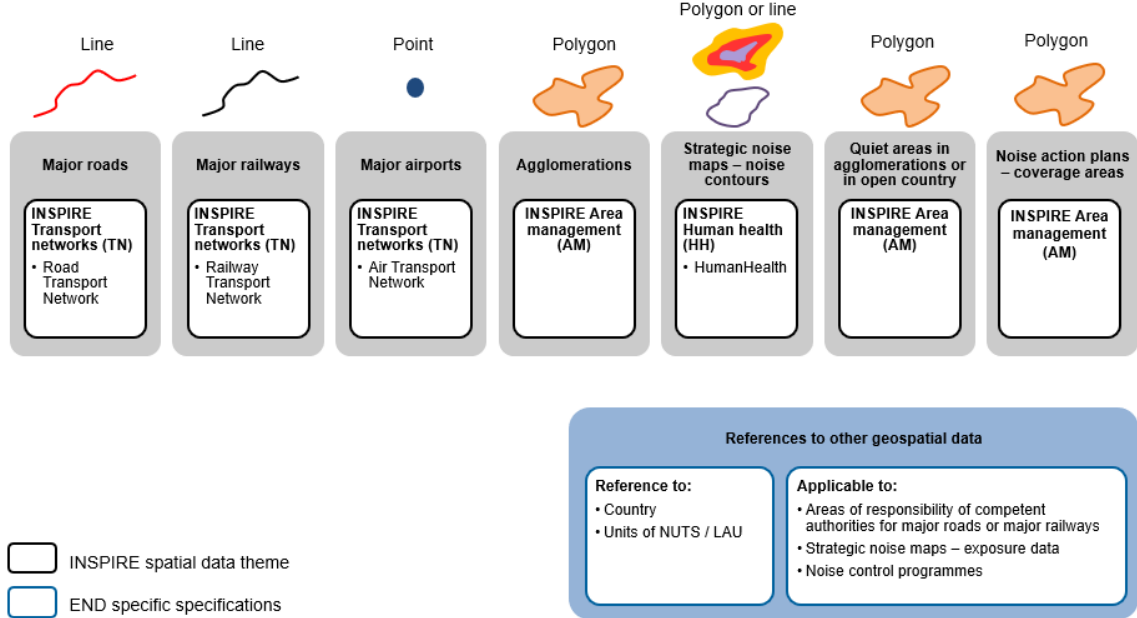 Line
Line
Point
Polygon
Polygon or line
Polygon
Polygon
Major roads
INSPIRE
Transport
networks (TN)
• Road
Transport
Network
Major railways
INSPIRE
Transport
networks (TN)
• Railway
Transport
Network
Major airports
INSPIRE
Transport
networks (TN)
• Air Transport
Network
Agglomerations
INSPIRE Area
management
(AM)
Strategic noise
maps – noise
contours
INSPIRE
Human health
(HH)
• HumanHealth
Quiet areas in
agglomerations or
in open country
INSPIRE Area
management
(AM)
Noise action plans
– coverage areas
INSPIRE Area
management
(AM)
References to other geospatial data
Reference to:
• Country
• Units of NUTS / LAU
Applicable to:
• Areas of responsibility of competent
authorities for major roads or major railways
• Strategic noise maps – exposure data
• Noise control programmes
INSPIRE spatial data theme
END specific specifications